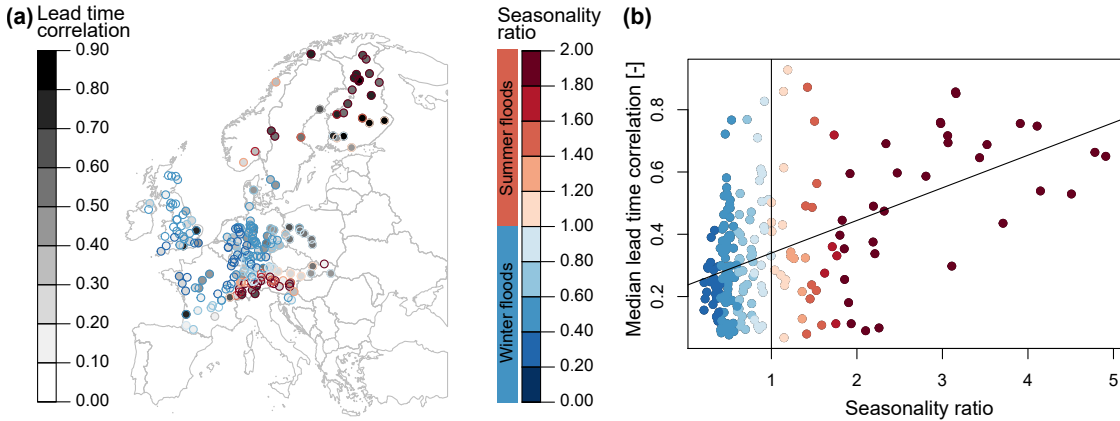 (a)
Lead time
correlation
0.90
0.80
0.70
0.60
0.50
0.40
0.30
0.20
0.10
0.00
Seasonality
ratio
Summer floods
Winter floods
2.00
1.80
1.60
1.40
1.20
1.00
0.80
0.60
0.40
0.20
0.00
(b)
Median lead time correlation [-]
0.8
0.6
0.4
0.2
1 2 3 4 5
Seasonality ratio